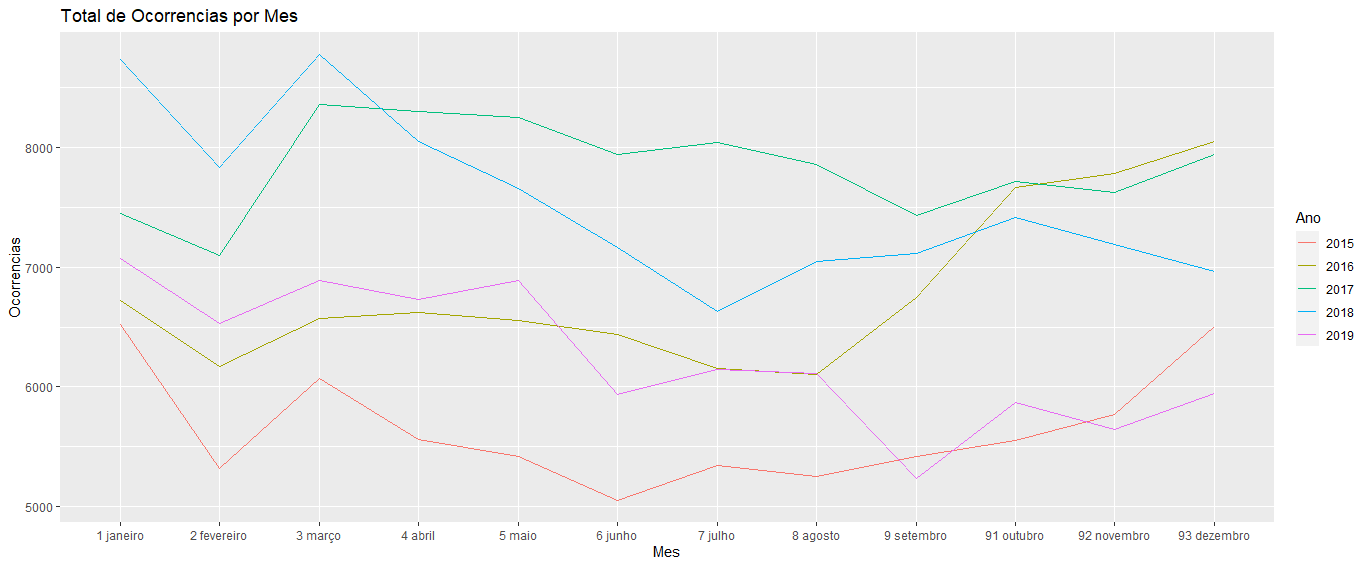 Total de Ocorrencias por Mes
Ocorrencias
8000
7000
6000
5000
1 janeiro
2 fevereiro
3 março
4 abril
5 maio
6 junho
7 julho
8 agosto
9 setembro
91 outubro
92 novembro
93 dezembro
Mes
Ano
2015
2016
2017
2018
2019